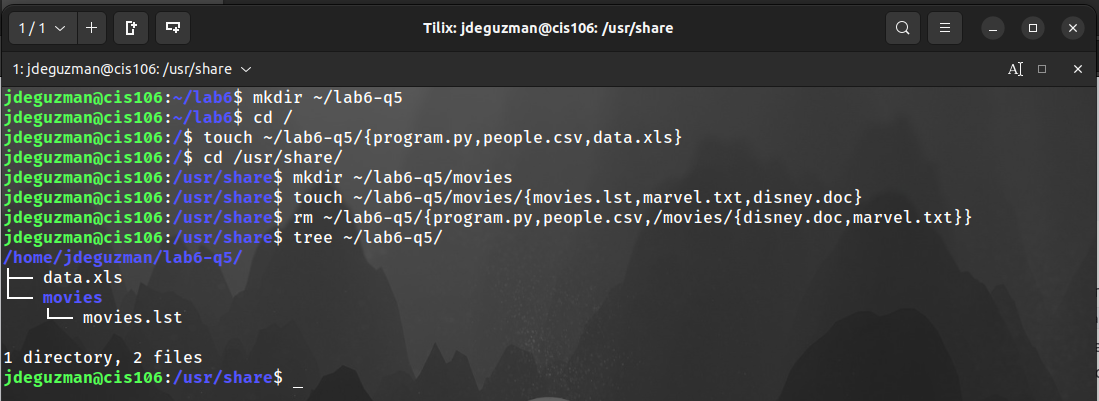 1 / 1
Tilix: jdeguzman@cis106: /usr/share
1: jdeguzman@cis106: /usr/share
jdeguzman@cis106:~/lab6$ mkdir ~/lab6-q5
jdeguzman@cis106:~/lab6$ cd /
jdeguzman@cis106:/$ touch ~/lab6-q5/{program.py,people.csv,data.xls}
jdeguzman@cis106:/$ cd /usr/share/
jdeguzman@cis106:/usr/share$ mkdir ~/lab6-q5/movies
jdeguzman@cis106:/usr/share$ touch ~/lab6-q5/movies/{movies.lst,marvel.txt,disney.doc}
jdeguzman@cis106:/usr/share$ rm ~/lab6-q5/{program.py,people.csv,/movies/{disney.doc,marvel.txt}}
jdeguzman@cis106:/usr/share$ tree ~/lab6-q5/
/home/jdeguzman/lab6-q5/
├── data.xls
└── movies
    └── movies.lst
1 directory, 2 files
jdeguzman@cis106:/usr/share$ _